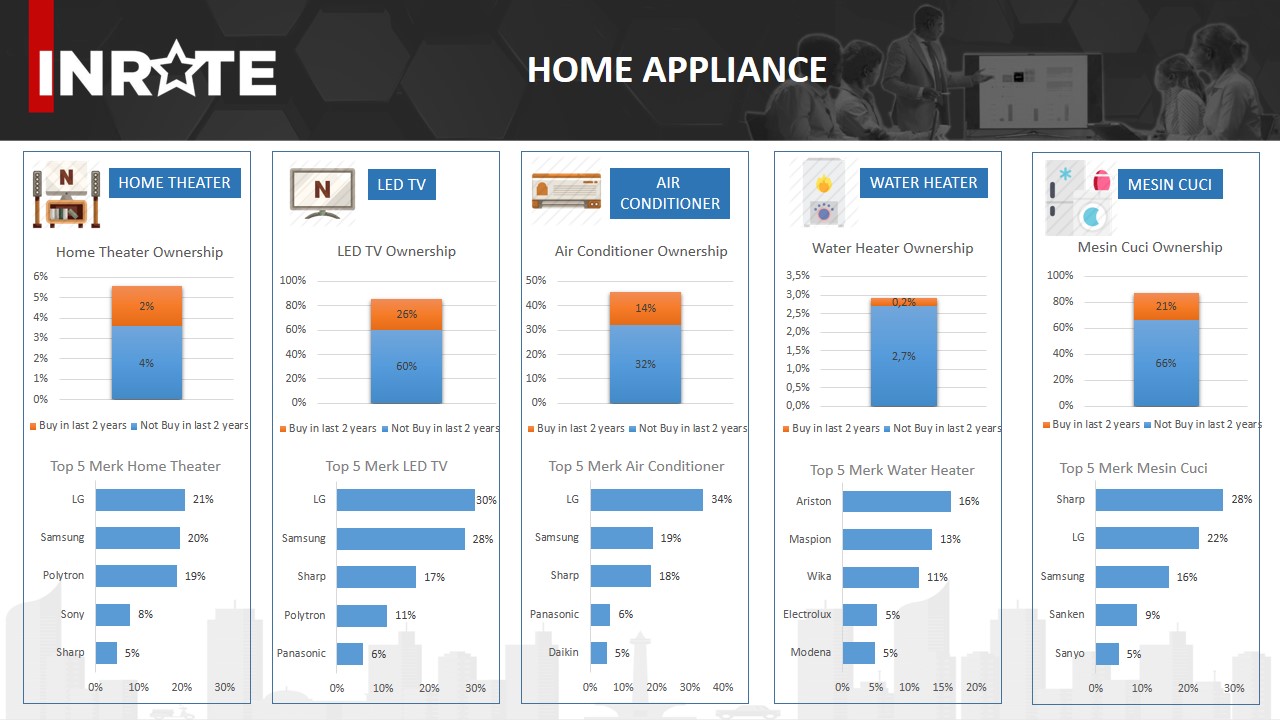 INRATE
HOME APPLIANCE
N
HOME THEATER
Home Theater Ownership
6%
5%
4%
3%
2%
1%
0%
2%
4%
Buy in last 2 years
Not Buy in last 2 years
Top 5 Merk Home Theater
LG 21%
Samsung 20%
Polytron 19%
Sony 8%
Sharp 5%
0% 10% 20% 30%
N
LED TV
LED TV Ownership
100%
80%
60%
40%
20%
0%
26%
60%
Buy in last 2 years
Not Buy in last 2 years
Top 5 Merk LED TV
LG 30%
Samsung 28%
Sharp 17%
Polytron 11%
Panasonic 6%
0% 10% 20% 30%
AIR
CONDITIONER
Air Conditioner Ownership
50%
40%
30%
20%
10%
0%
14%
32%
Buy in last 2 years
Not Buy in last 2 years
Top 5 Merk Air Conditioner
LG 34%
Samsung 19%
Sharp 18%
Panasonic 6%
Daikin 5%
0% 10% 20% 30% 40%
WATER HEATER
Water Heater Ownership
3,5%
3,0%
2,5%
2,0%
1,5%
1,0%
0,5%
0,0%
0,2%
2,7%
Buy in last 2 years
Not Buy in last 2 years
Top 5 Merk Water Heater
Ariston 16%
Maspion 13%
Wika 11%
Electrolux 5%
Modena 5%
0% 5% 10% 15% 20%
MESIN CUCI
Mesin Cuci Ownership
100%
80%
60%
40%
20%
0%
21%
66%
Buy in last 2 years
Not Buy in last 2 years
Top 5 Merk Mesin Cuci
Sharp 28%
LG 22%
Samsung 16%
Sanken 9%
Sanyo 5%
0% 10% 20% 30%